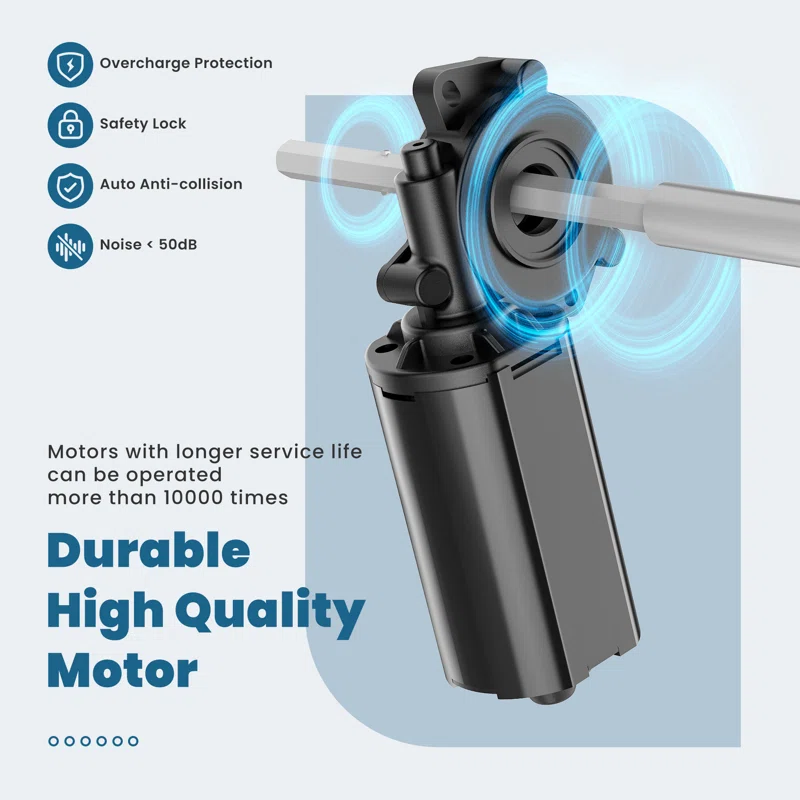 Overcharge Protection
Safety Lock
Auto Anti-collision
Noise < 50dB
Motors with longer service life
can be operated
more than 10000 times
Durable
High Quality
Motor